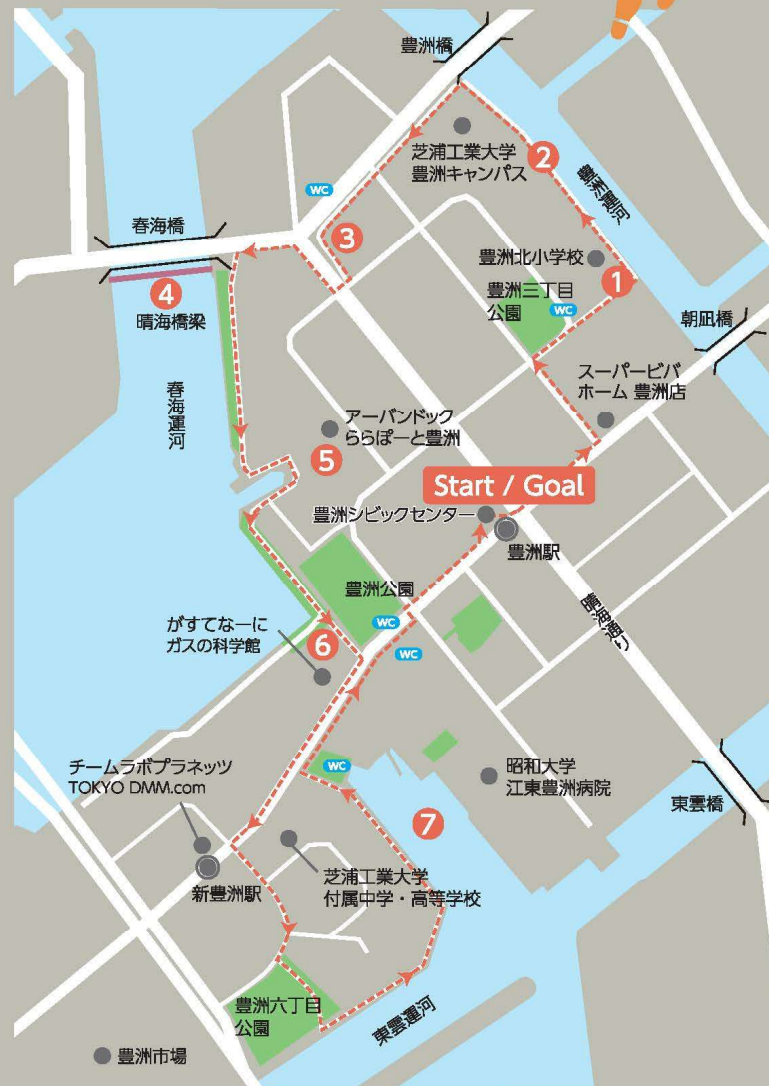 豊洲橋
芝浦工業大学
豊洲キャンパス
2
豊洲運河
WC
春海橋
3
豊洲北小学校
1
4
晴海橋梁
豊洲三丁目
公園
WC
朝凪橋
スーパービバ
ホーム 豊洲店
春海運河
アーバンドック
ららぽーと豊洲
5
Start / Goal
豊洲シビックセンター
豊洲駅
豊洲公園
晴海通り
WC
WC
がすてなーに
ガスの科学館
6
チームラボプラネッツ
TOKYO DMM.com
WC
昭和大学
江東豊洲病院
東雲橋
7
新豊洲駅
芝浦工業大学
付属中学・高等学校
豊洲六丁目
公園
東雲運河
豊洲市場